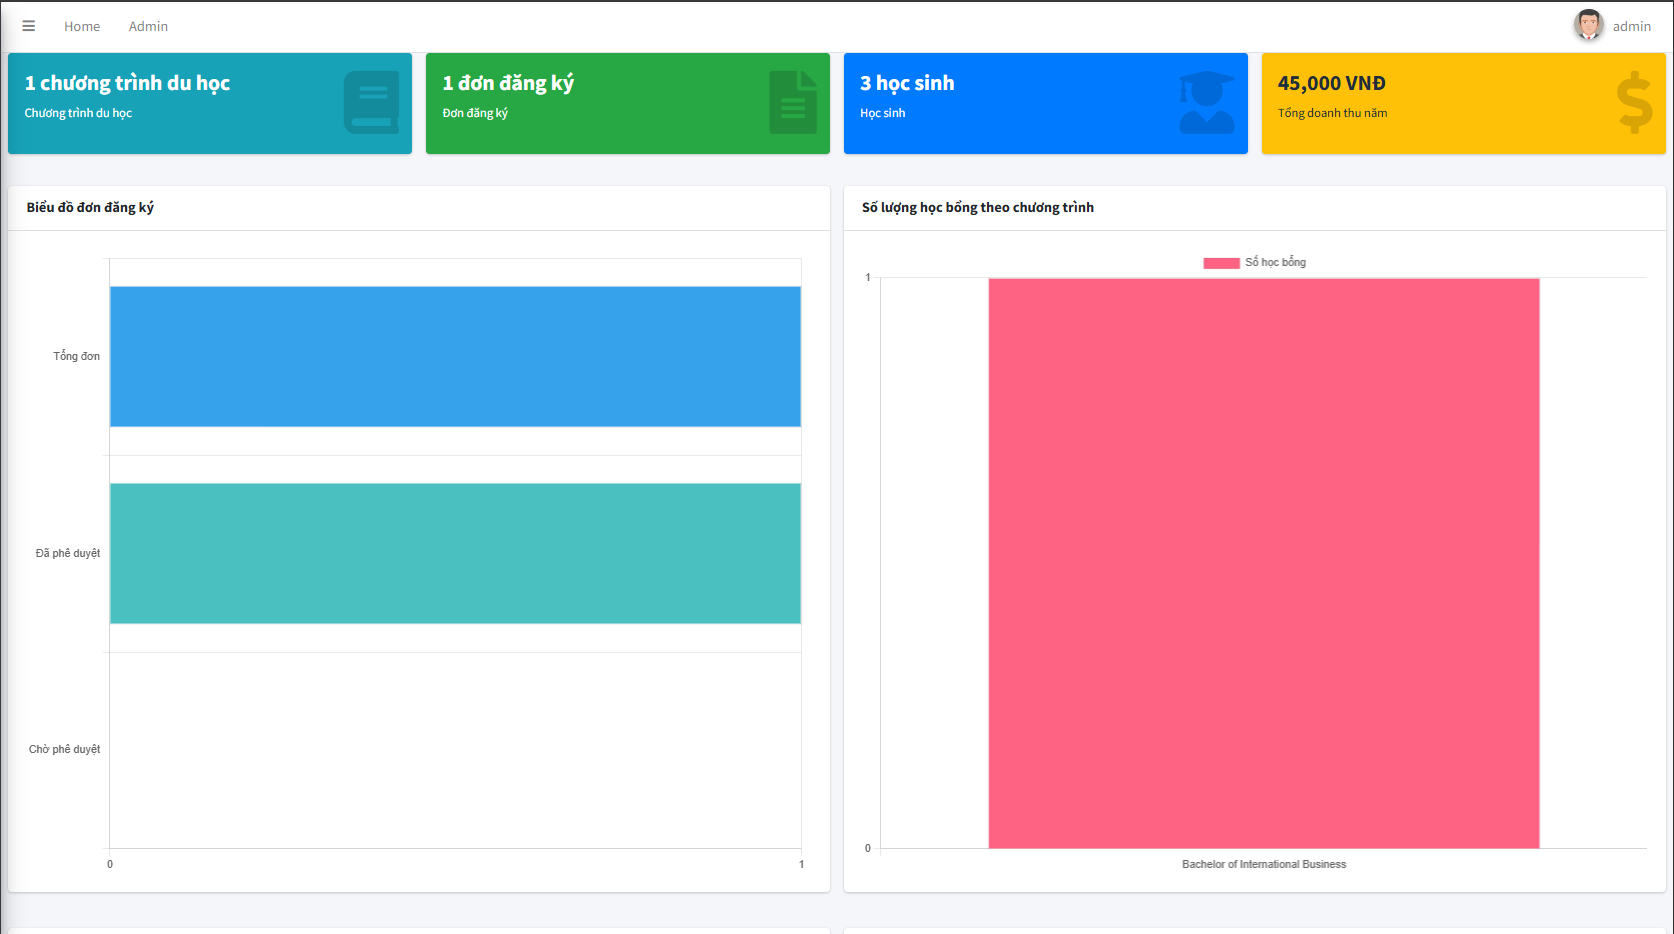 Home
Admin
admin
1 chương trình du học
Chương trình du học
1 đơn đăng ký
Đơn đăng ký
3 học sinh
Học sinh
45,000 VNĐ
Tổng doanh thu năm
Biểu đồ đơn đăng ký
Tổng đơn
Đã phê duyệt
Chờ phê duyệt
0
1
Số lượng học bổng theo chương trình
Số học bổng
1
0
Bachelor of International Business